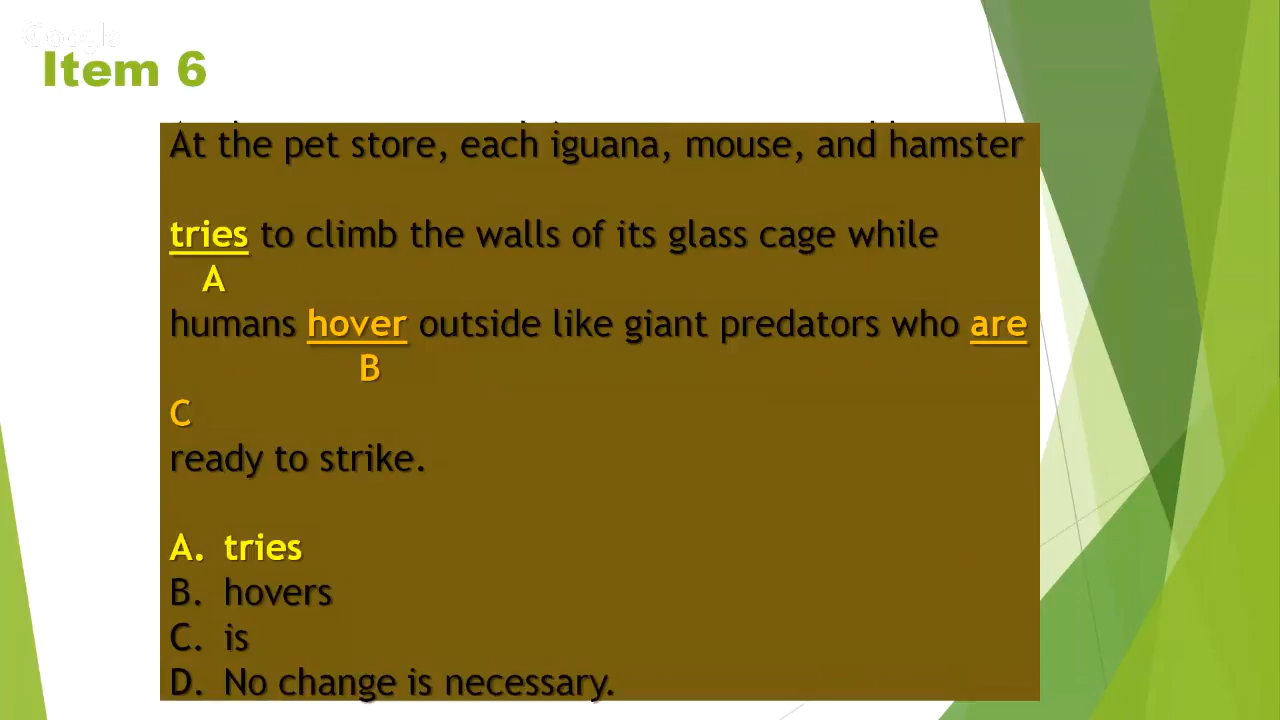 Google
Item 6
At the pet store, each iguana, mouse, and hamster
tries to climb the walls of its glass cage while
A
humans hover outside like giant predators who are
B
C
ready to strike.
A. tries
B. hovers
C. is
D. No change is necessary.